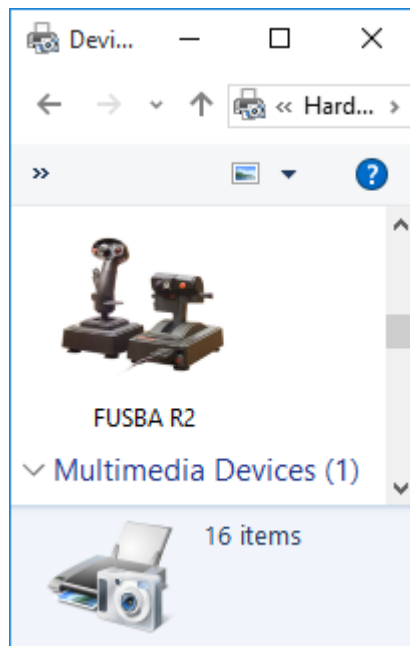 Devi...
« Hard... >
»
?
FUSBA R2
Multimedia Devices (1)
16 items